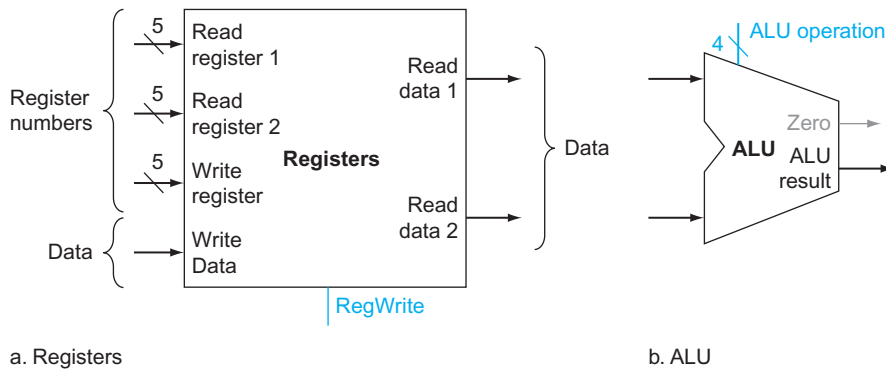 5
Read
register 1
5
Read
register 2
5
Write
register
Write
Data
Register
numbers
Data
Registers
Read
data 1
Read
data 2
Data
RegWrite
a. Registers
4
ALU operation
Zero
ALU
ALU
result
b. ALU